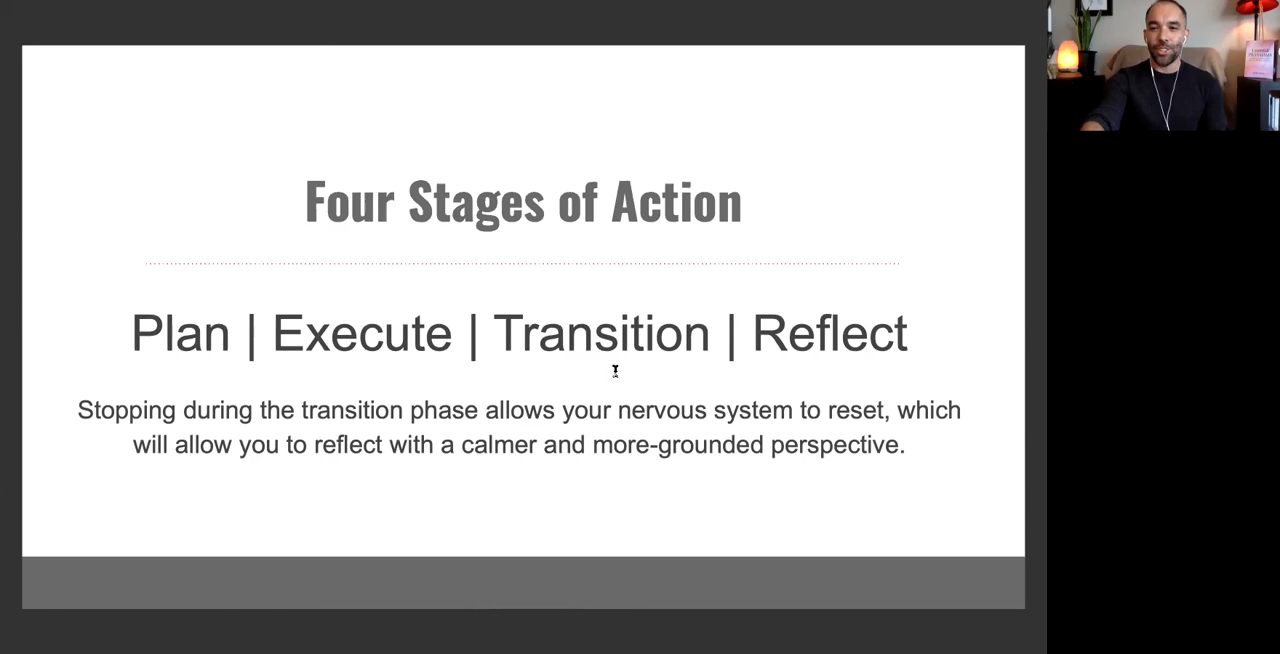 Four Stages of Action
Plan | Execute | Transition | Reflect
Stopping during the transition phase allows your nervous system to reset, which
will allow you to reflect with a calmer and more-grounded perspective.